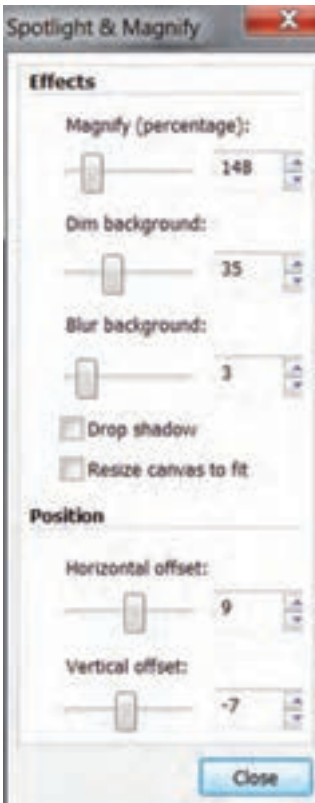 Spotlight & Magnify
Effects
Magnify (percentage):
148
Dim background:
35
Blur background:
3
Drop shadow
Resize canvas to fit
Position
Horizontal offset:
9
Vertical offset:
-7
Close